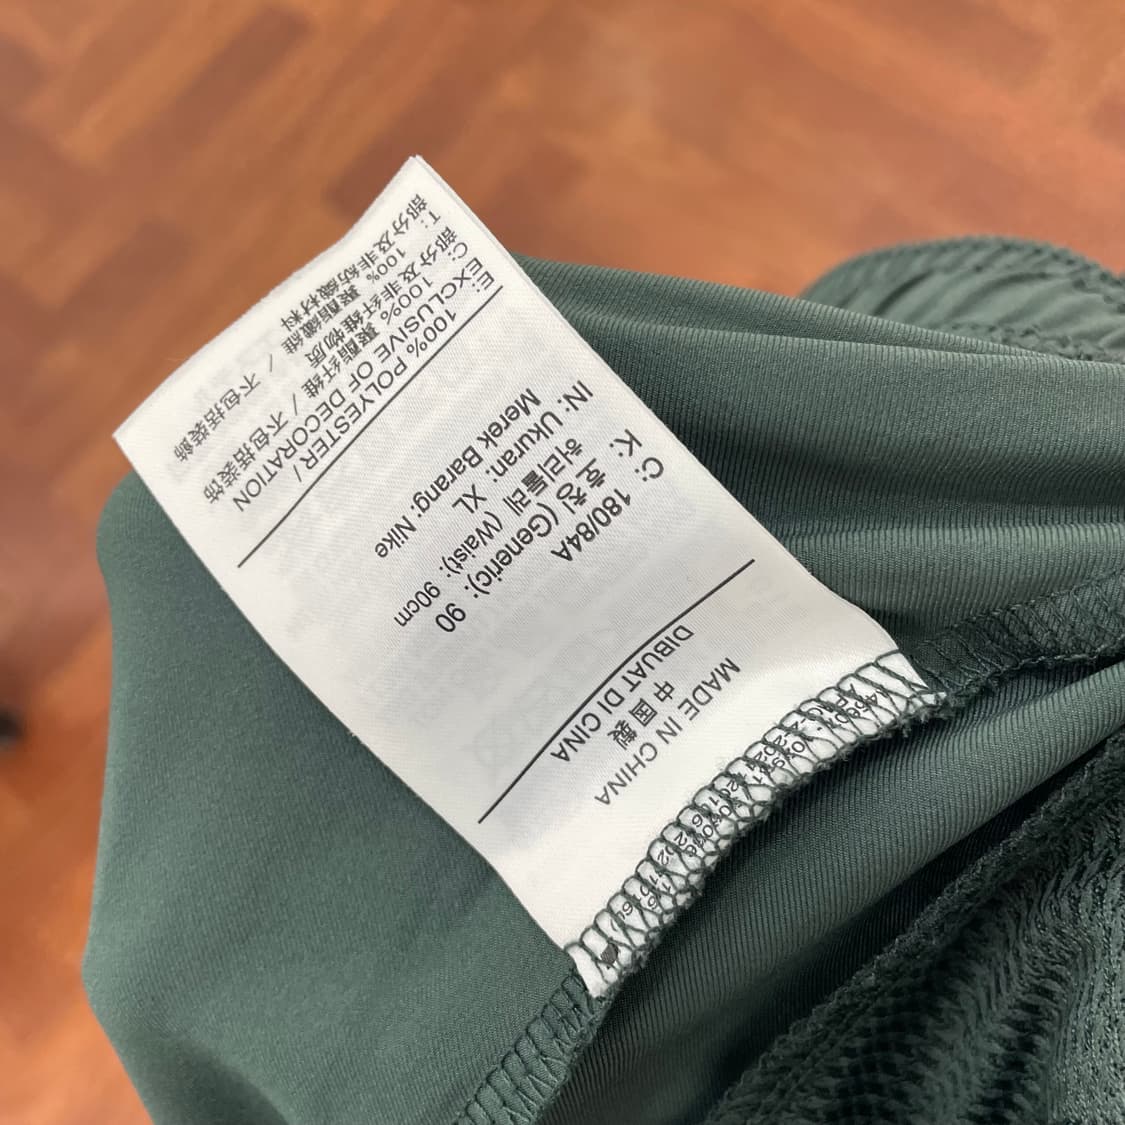 MADE IN CHINA
中國製
DIBUAT DI CINA
C: 180/84A
K: 호칭 (Generic): 90
허리둘레 (Waist): 90cm
IN: Ukuran: XL
Merek Barang: Nike
E: 100% POLYESTER/
EXCLUSIVE OF DECORATION
C: 100% 聚酯纤维 / 不包括装饰
部分及非纤维物质
T: 100% 聚酯纖維 / 不包括裝飾
部分及非紡織材料